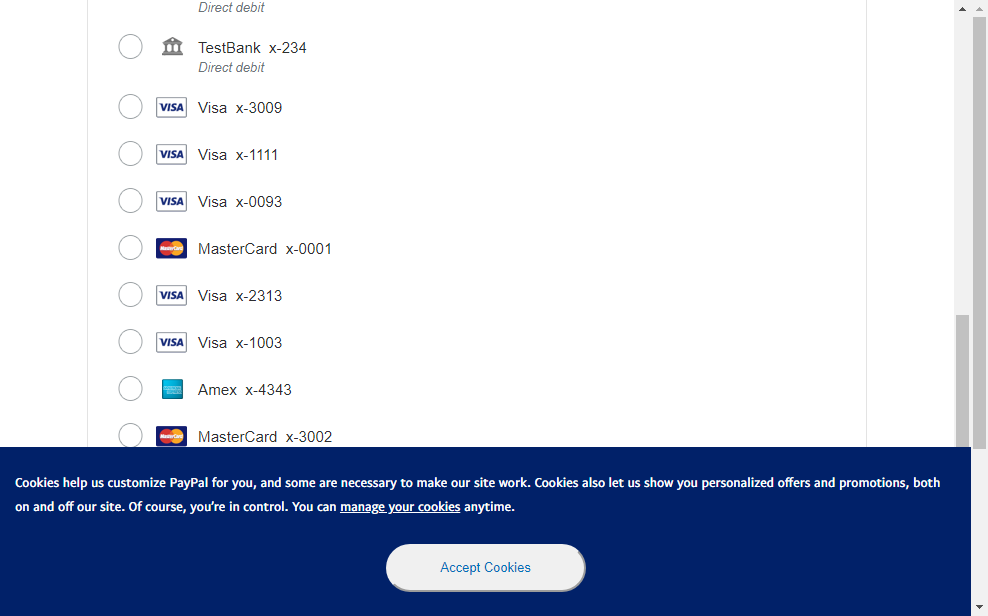 Direct debit
TestBank x-234
Direct debit
VISA Visa x-3009
VISA Visa x-1111
VISA Visa x-0093
MasterCard MasterCard x-0001
VISA Visa x-2313
VISA Visa x-1003
Amex x-4343
MasterCard MasterCard x-3002
Cookies help us customize PayPal for you, and some are necessary to make our site work. Cookies also let us show you personalized offers and promotions, both
on and off our site. Of course, you’re in control. You can manage your cookies anytime.
Accept Cookies